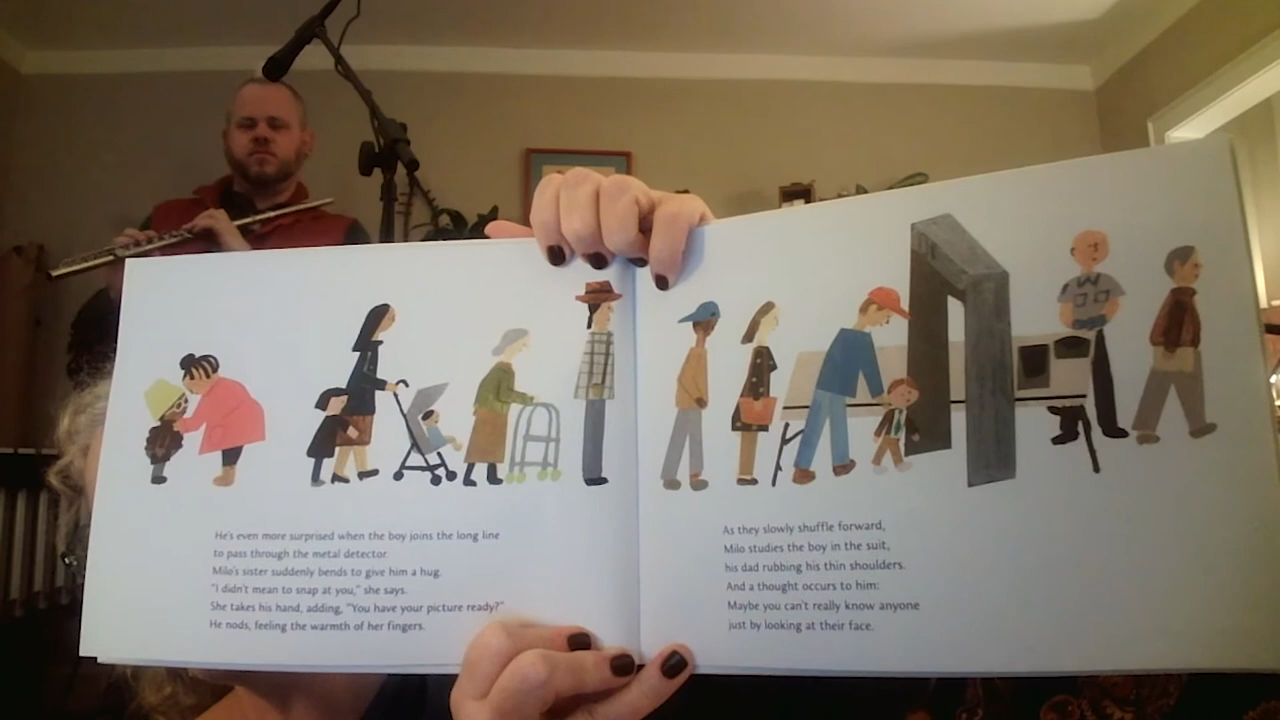 He's even more surprised when the boy joins the long line
to pass through the metal detector.
Milo's sister suddenly bends to give him a hug.
"I didn't mean to snap at you," she says.
She takes his hand, adding, "You have your picture ready?"
He nods, feeling the warmth of her fingers.
As they slowly shuffle forward,
Milo studies the boy in the suit,
his dad rubbing his thin shoulders.
And a thought occurs to him:
Maybe you can't really know anyone
just by looking at their face.